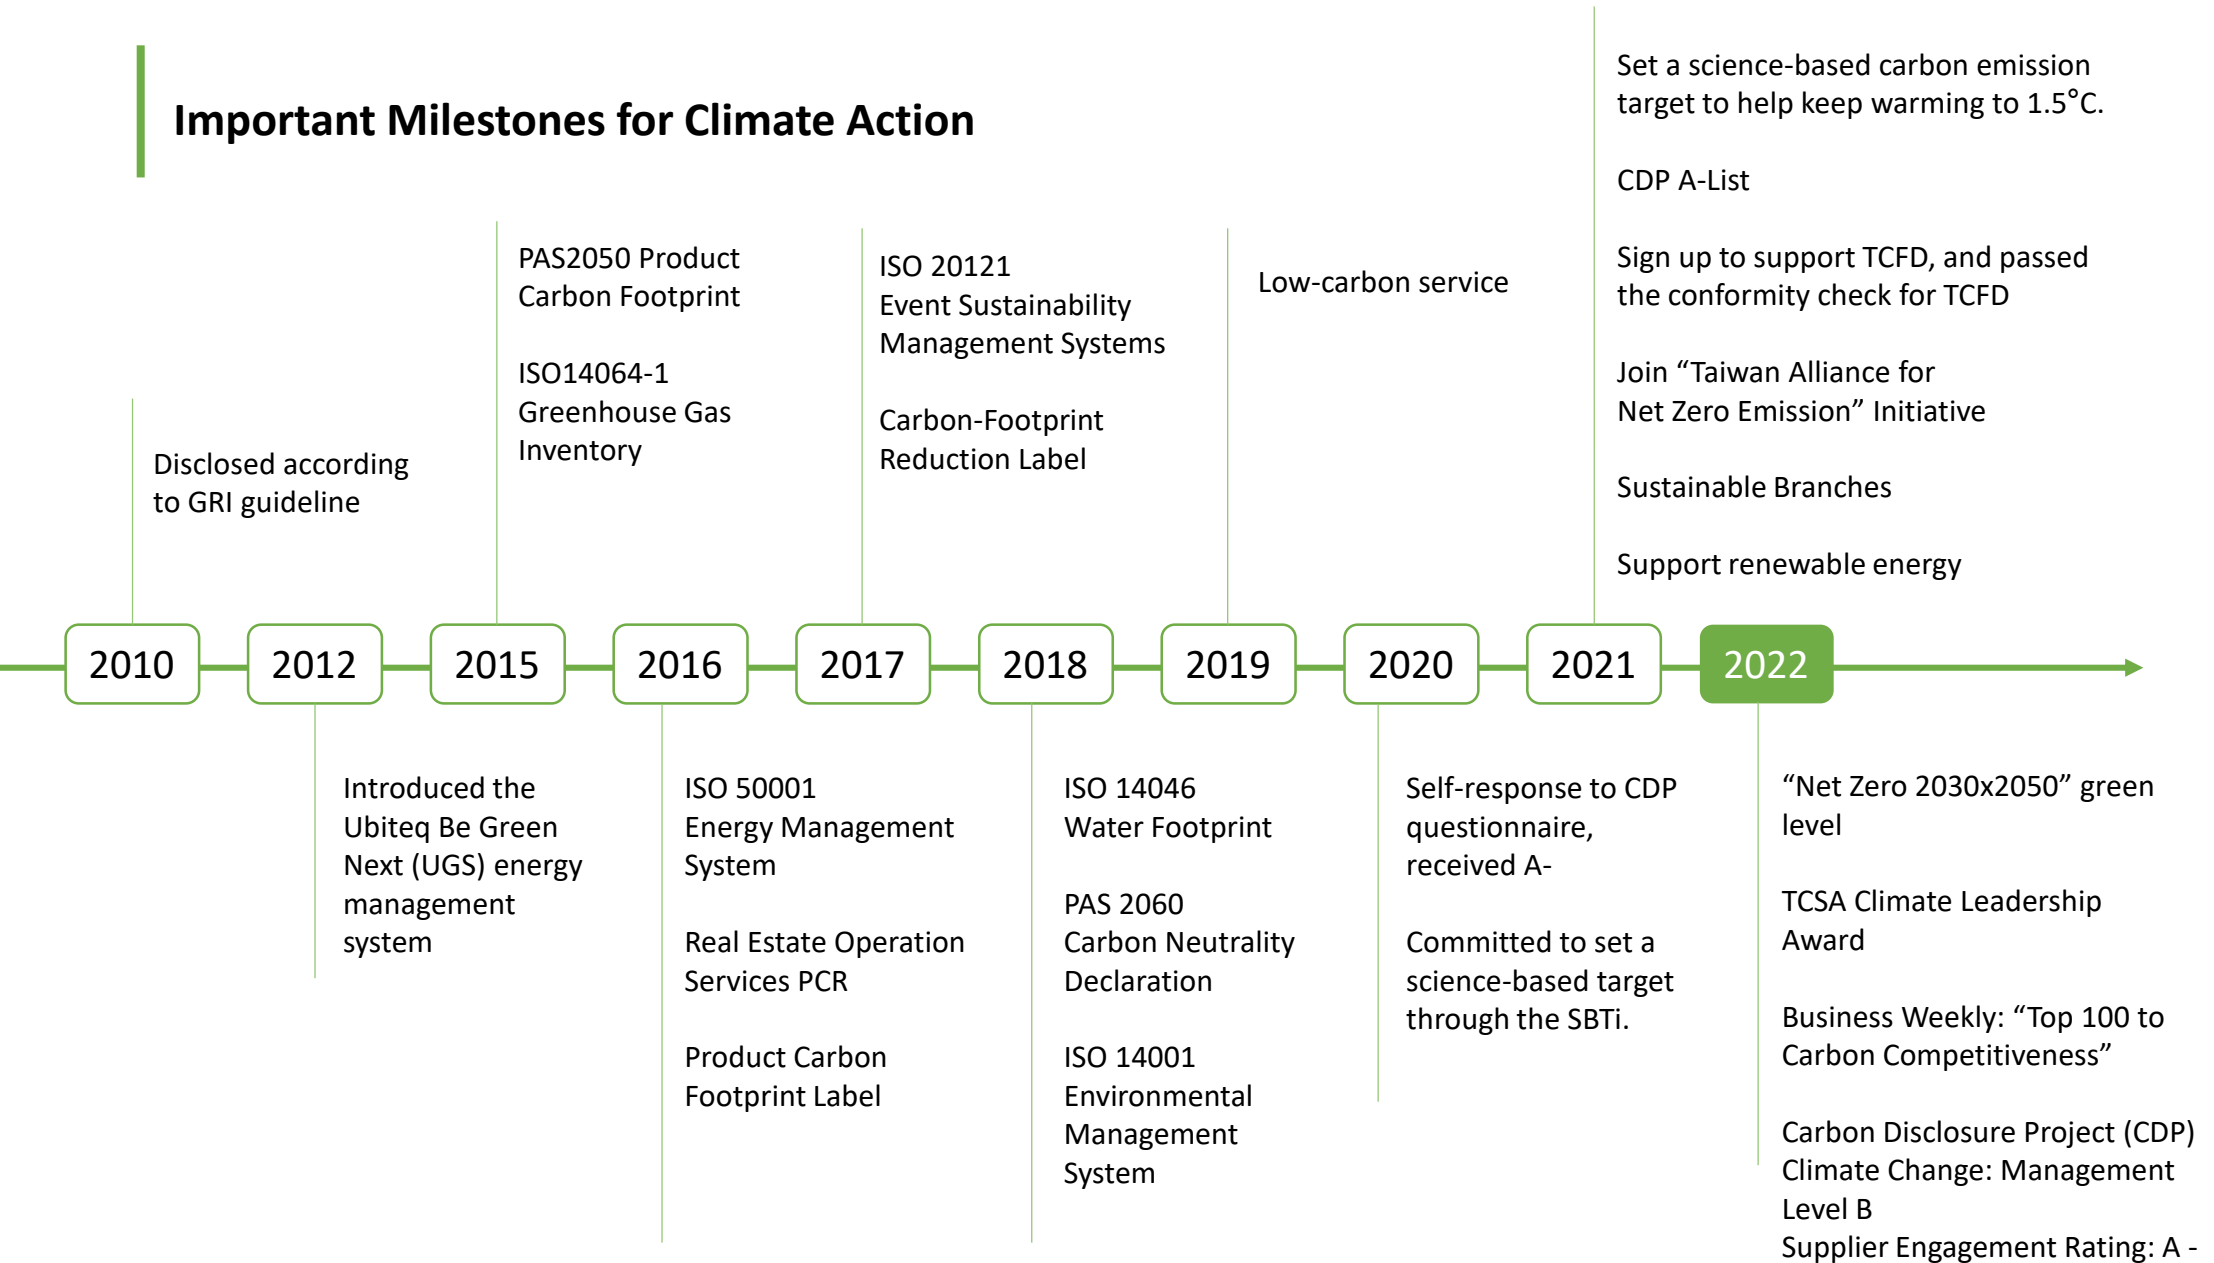 Important Milestones for Climate Action
Disclosed according
to GRI guideline
PAS2050 Product
Carbon Footprint
ISO14064-1
Greenhouse Gas
Inventory
ISO 20121
Event Sustainability
Management Systems
Carbon-Footprint
Reduction Label
Low-carbon service
Set a science-based carbon emission
target to help keep warming to 1.5°C.
CDP A-List
Sign up to support TCFD, and passed
the conformity check for TCFD
Join “Taiwan Alliance for
Net Zero Emission” Initiative
Sustainable Branches
Support renewable energy
2010
2012
2015
2016
2017
2018
2019
2020
2021
2022
Introduced the
Ubiteq Be Green
Next (UGS) energy
management
system
ISO 50001
Energy Management
System
Real Estate Operation
Services PCR
Product Carbon
Footprint Label
ISO 14046
Water Footprint
PAS 2060
Carbon Neutrality
Declaration
ISO 14001
Environmental
Management
System
Self-response to CDP
questionnaire,
received A-
Committed to set a
science-based target
through the SBTi.
“Net Zero 2030x2050” green
level
TCSA Climate Leadership
Award
Business Weekly: “Top 100 to
Carbon Competitiveness”
Carbon Disclosure Project (CDP)
Climate Change: Management
Level B
Supplier Engagement Rating: A -